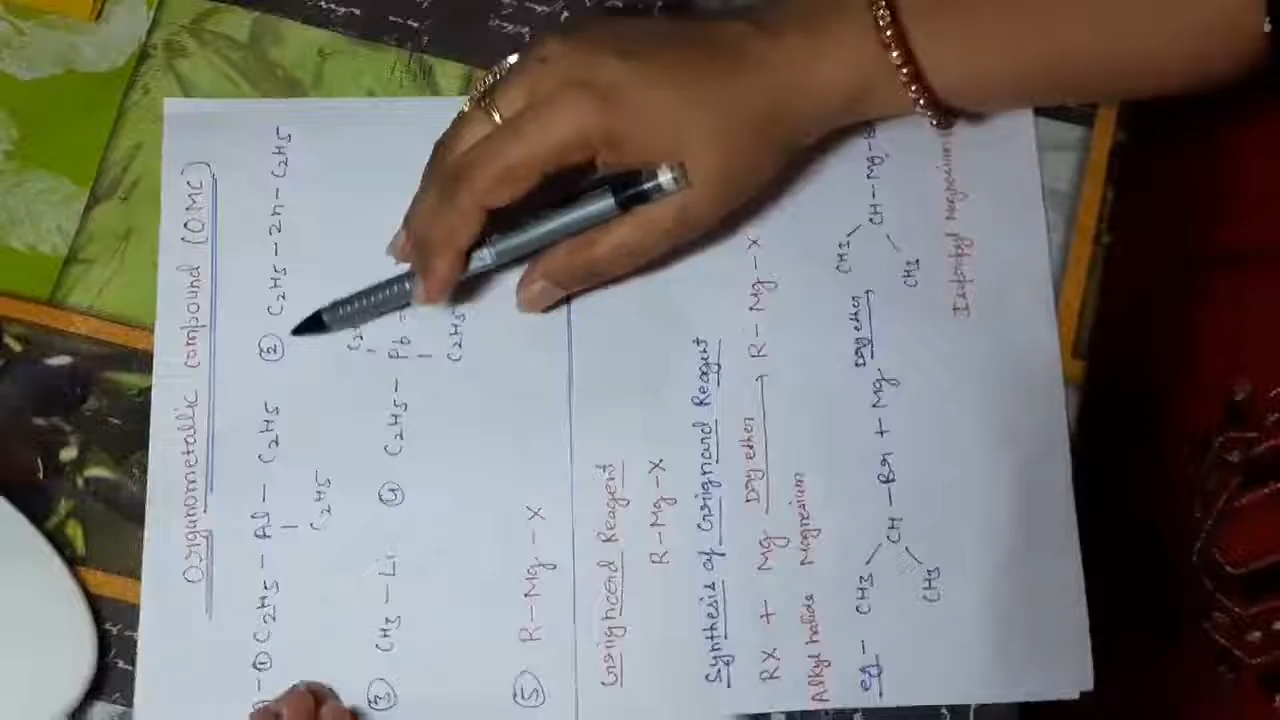 Organometallic Compound (OMC)
① C2H5 - Al - C2H5 ② C2H5 - Zn - C2H5
C2H5
③ CH3 - Li ④ C2H5 - Pb -
C2H5
⑤ R - Mg - X
Grignard Reagent
R - Mg - X
Synthesis of Grignard Reagent
RX + Mg Dry ether → R - Mg - X
Alkyl halide Magnesium
eg - CH3 CH3
CH - Br + Mg Dry ether → CH - Mg -
CH3 CH3
Isopropyl Magnesium